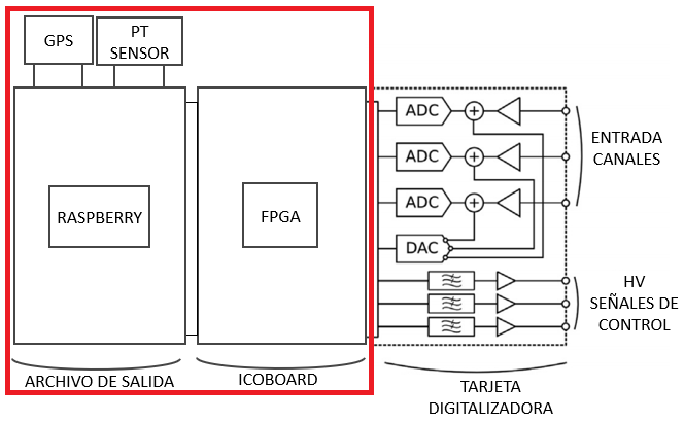 GPS
PT
SENSOR
RASPBERRY
FPGA
ADC
ADC
ADC
DAC
ENTRADA
CANALES
HV
SEÑALES DE
CONTROL
ARCHIVO DE SALIDA
ICOBOARD
TARJETA
DIGITALIZADORA